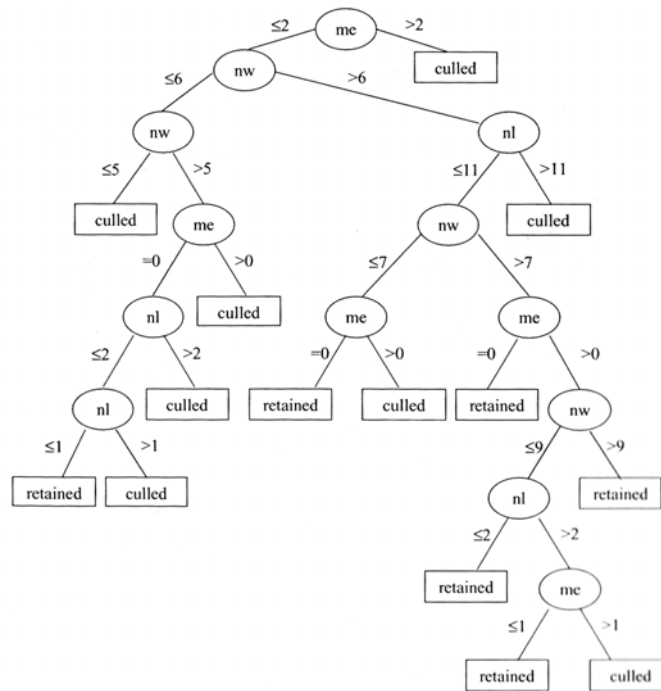 ≤2 me >2
nw culled
≤6 >6
nw nl
≤5 >5 ≤11 >11
culled me nw culled
=0 >0 ≤7 >7
culled
nl me me
≤2 >2 =0 >0 =0 >0
nl culled retained culled retained nw
≤1 >1 ≤9 >9
retained culled nl retained
≤2 >2
retained me
≤1 >1
retained culled